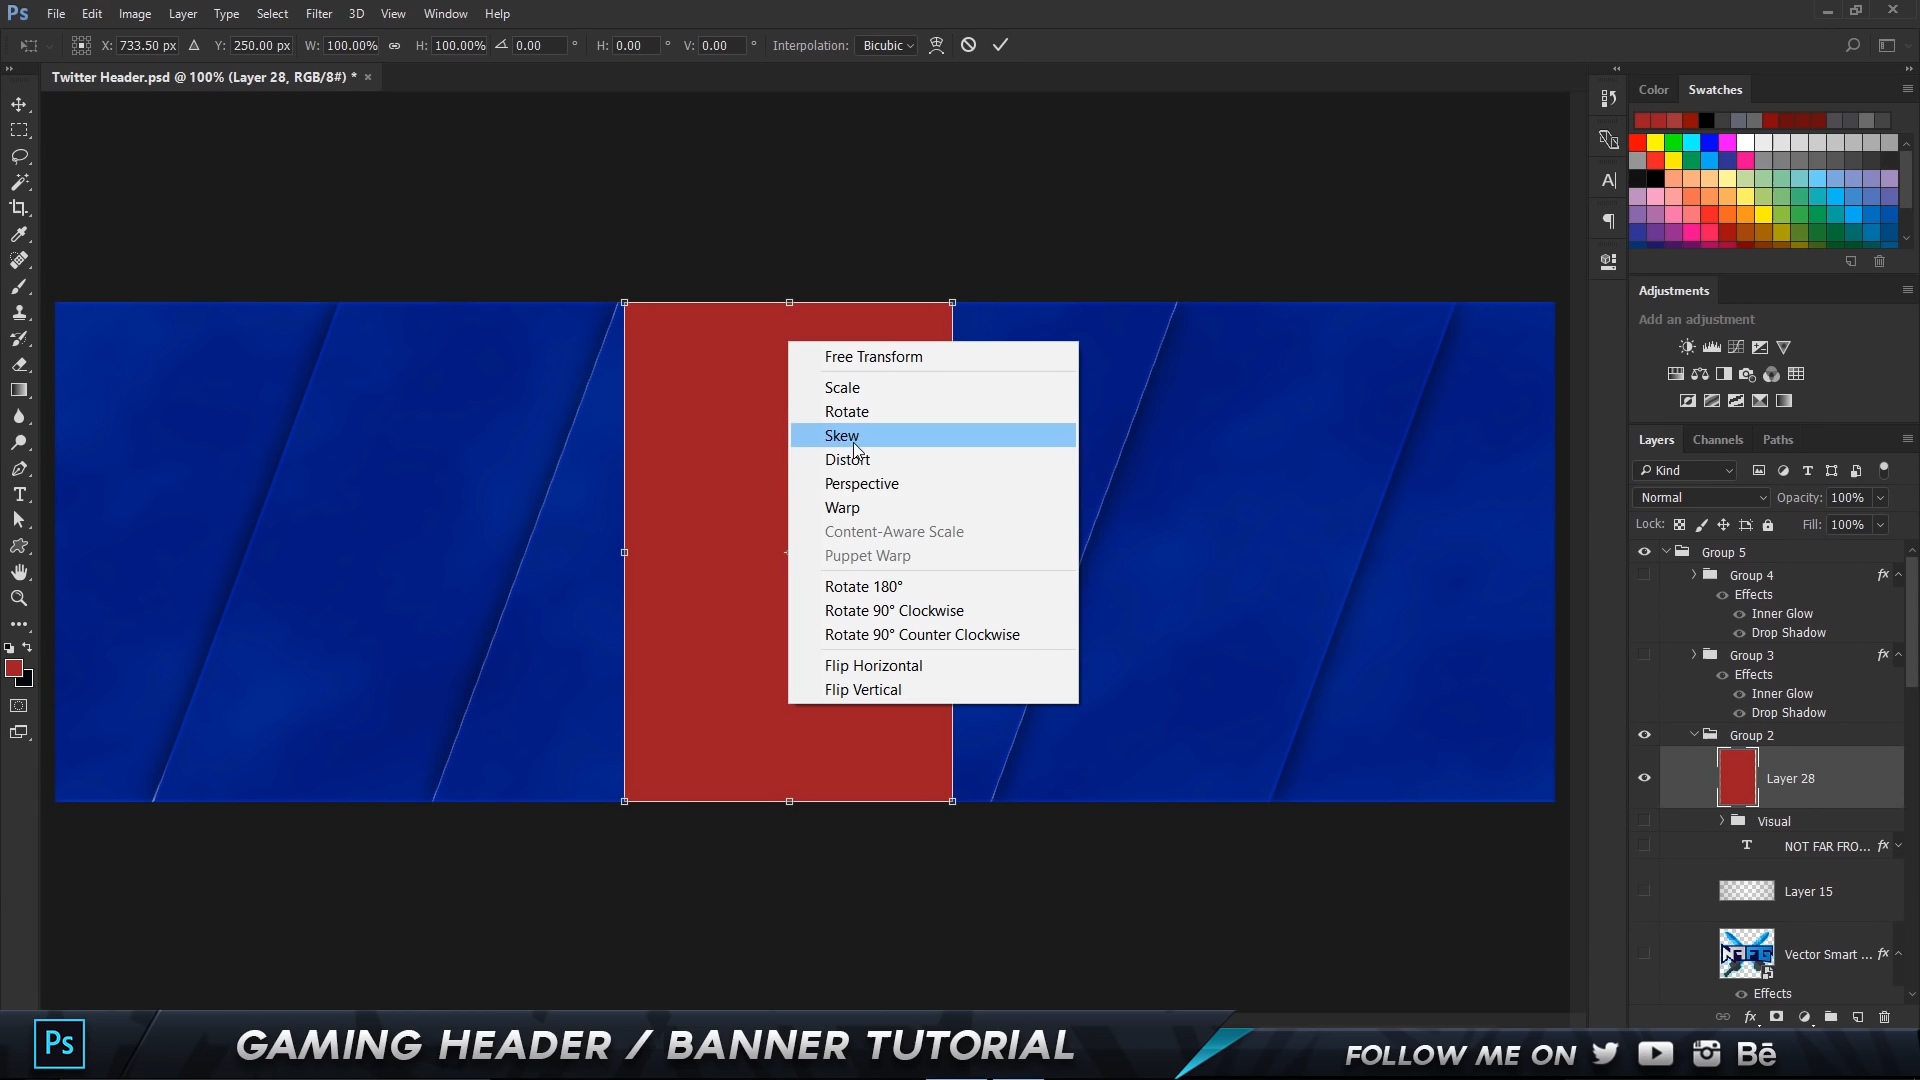 Ps File Edit Image Layer Type Select Filter 3D View Window Help
X: 733.50 px Y: 250.00 px W: 100.00% H: 100.00% 0.00 ° H: 0.00 ° V: 0.00 ° Interpolation: Bicubic
Twitter Header.psd @ 100% (Layer 28, RGB/8#) * ×
Color Swatches
Adjustments
Add an adjustment
Free Transform
Scale
Rotate
Skew
Distort
Perspective
Warp
Content-Aware Scale
Puppet Warp
Rotate 180°
Rotate 90° Clockwise
Rotate 90° Counter Clockwise
Flip Horizontal
Flip Vertical
Layers Channels Paths
Kind
Normal Opacity: 100%
Lock: Fill: 100%
Group 5
Group 4 fx
Effects
Inner Glow
Drop Shadow
Group 3 fx
Effects
Inner Glow
Drop Shadow
Group 2
Layer 28
Visual
T NOT FAR FRO... fx
Layer 15
Vector Smart ... fx
Effects
fx
Ps GAMING HEADER / BANNER TUTORIAL
FOLLOW ME ON Bē